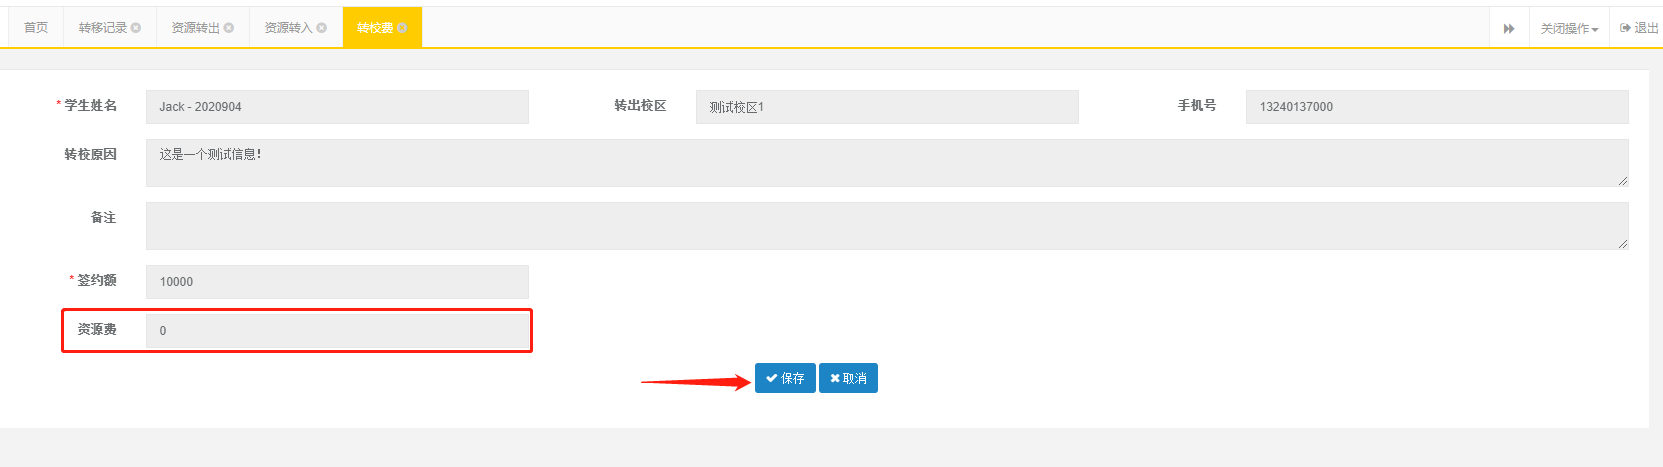 首页 转移记录 资源转出 资源转入 转校费 关闭操作 退出
* 学生姓名 Jack - 2020904 转出校区 测试校区1 手机号 13240137000
转校原因 这是一个测试信息!
备注
* 签约额 10000
资源费 0
保存 取消